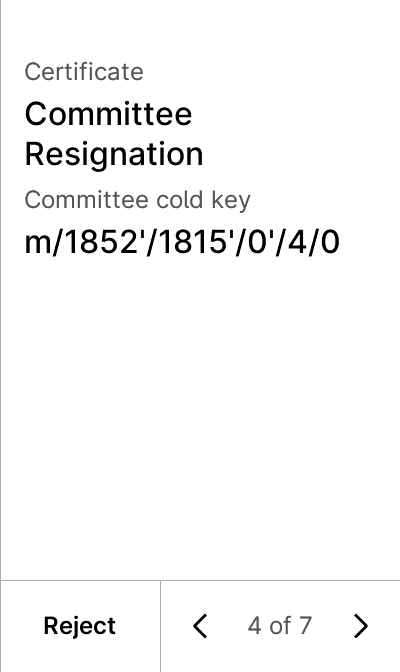 Certificate
Committee
Resignation
Committee cold key
m/1852'/1815'/0'/4/0
Reject
4 of 7